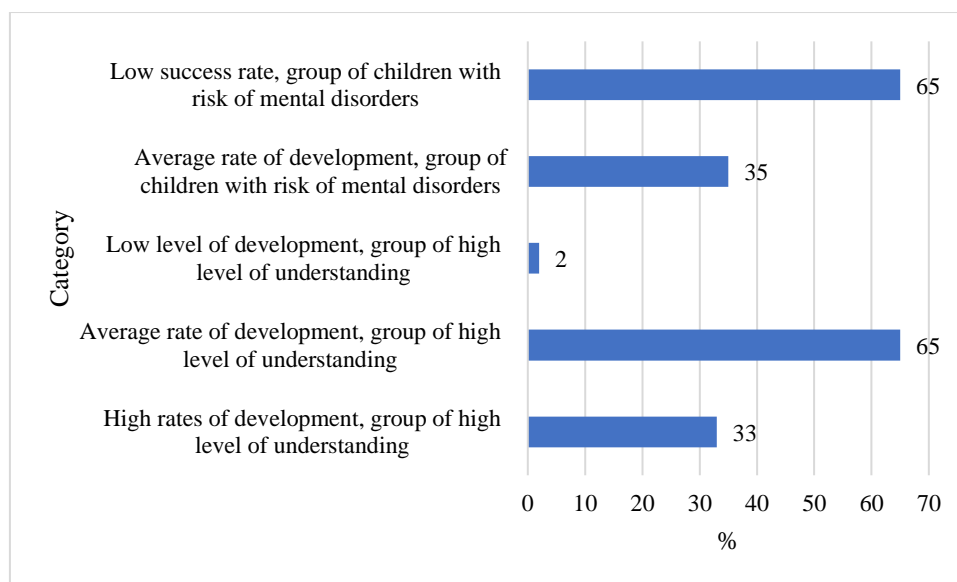 Low success rate, group of children with
risk of mental disorders
65
Average rate of development, group of
children with risk of mental disorders
35
Low level of development, group of high
level of understanding
2
Average rate of development, group of high
level of understanding
65
High rates of development, group of high
level of understanding
33
Category
0 10 20 30 40 50 60 70
%